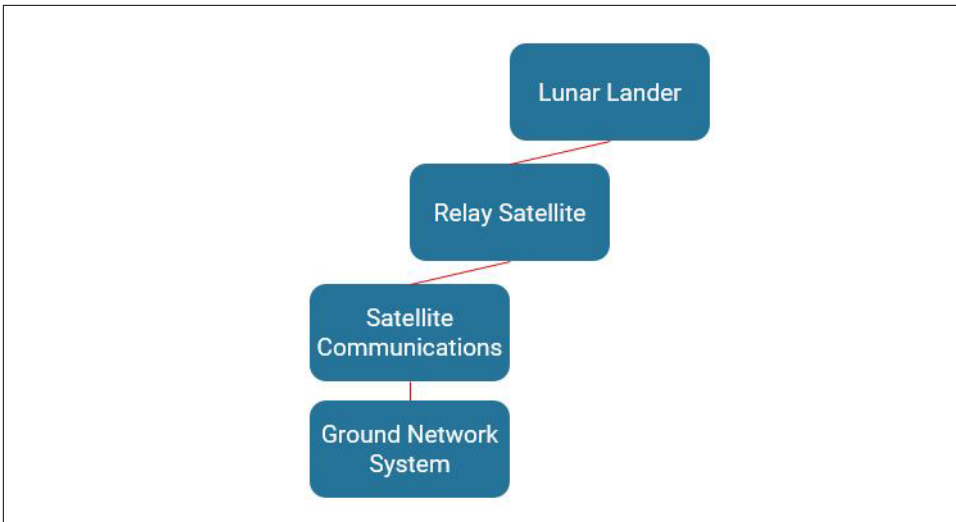 Lunar Lander
Relay Satellite
Satellite
Communications
Ground Network
System